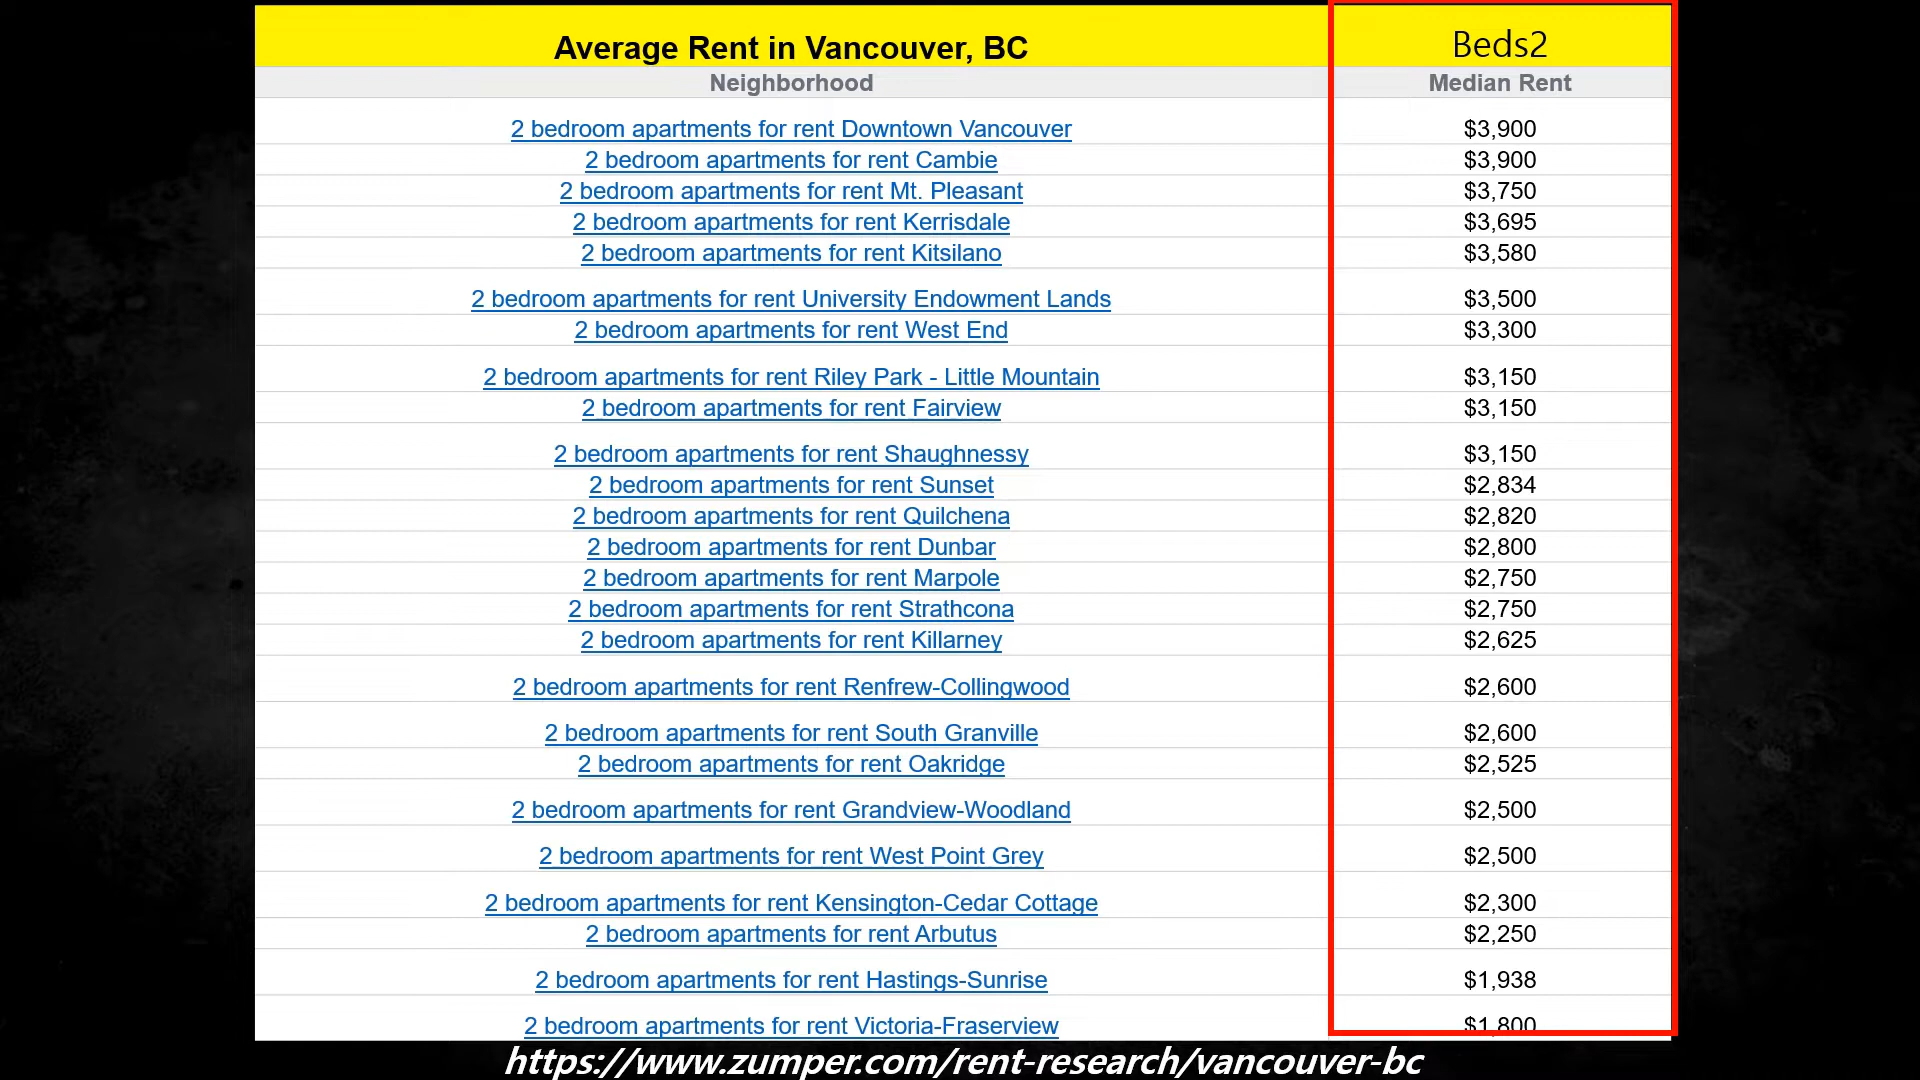 Average Rent in Vancouver, BC Beds2
Neighborhood Median Rent
2 bedroom apartments for rent Downtown Vancouver $3,900
2 bedroom apartments for rent Cambie $3,900
2 bedroom apartments for rent Mt. Pleasant $3,750
2 bedroom apartments for rent Kerrisdale $3,695
2 bedroom apartments for rent Kitsilano $3,580
2 bedroom apartments for rent University Endowment Lands $3,500
2 bedroom apartments for rent West End $3,300
2 bedroom apartments for rent Riley Park - Little Mountain $3,150
2 bedroom apartments for rent Fairview $3,150
2 bedroom apartments for rent Shaughnessy $3,150
2 bedroom apartments for rent Sunset $2,834
2 bedroom apartments for rent Quilchena $2,820
2 bedroom apartments for rent Dunbar $2,800
2 bedroom apartments for rent Marpole $2,750
2 bedroom apartments for rent Strathcona $2,750
2 bedroom apartments for rent Killarney $2,625
2 bedroom apartments for rent Renfrew-Collingwood $2,600
2 bedroom apartments for rent South Granville $2,600
2 bedroom apartments for rent Oakridge $2,525
2 bedroom apartments for rent Grandview-Woodland $2,500
2 bedroom apartments for rent West Point Grey $2,500
2 bedroom apartments for rent Kensington-Cedar Cottage $2,300
2 bedroom apartments for rent Arbutus $2,250
2 bedroom apartments for rent Hastings-Sunrise $1,938
2 bedroom apartments for rent Victoria-Fraserview $1,800
https://www.zumper.com/rent-research/vancouver-bc